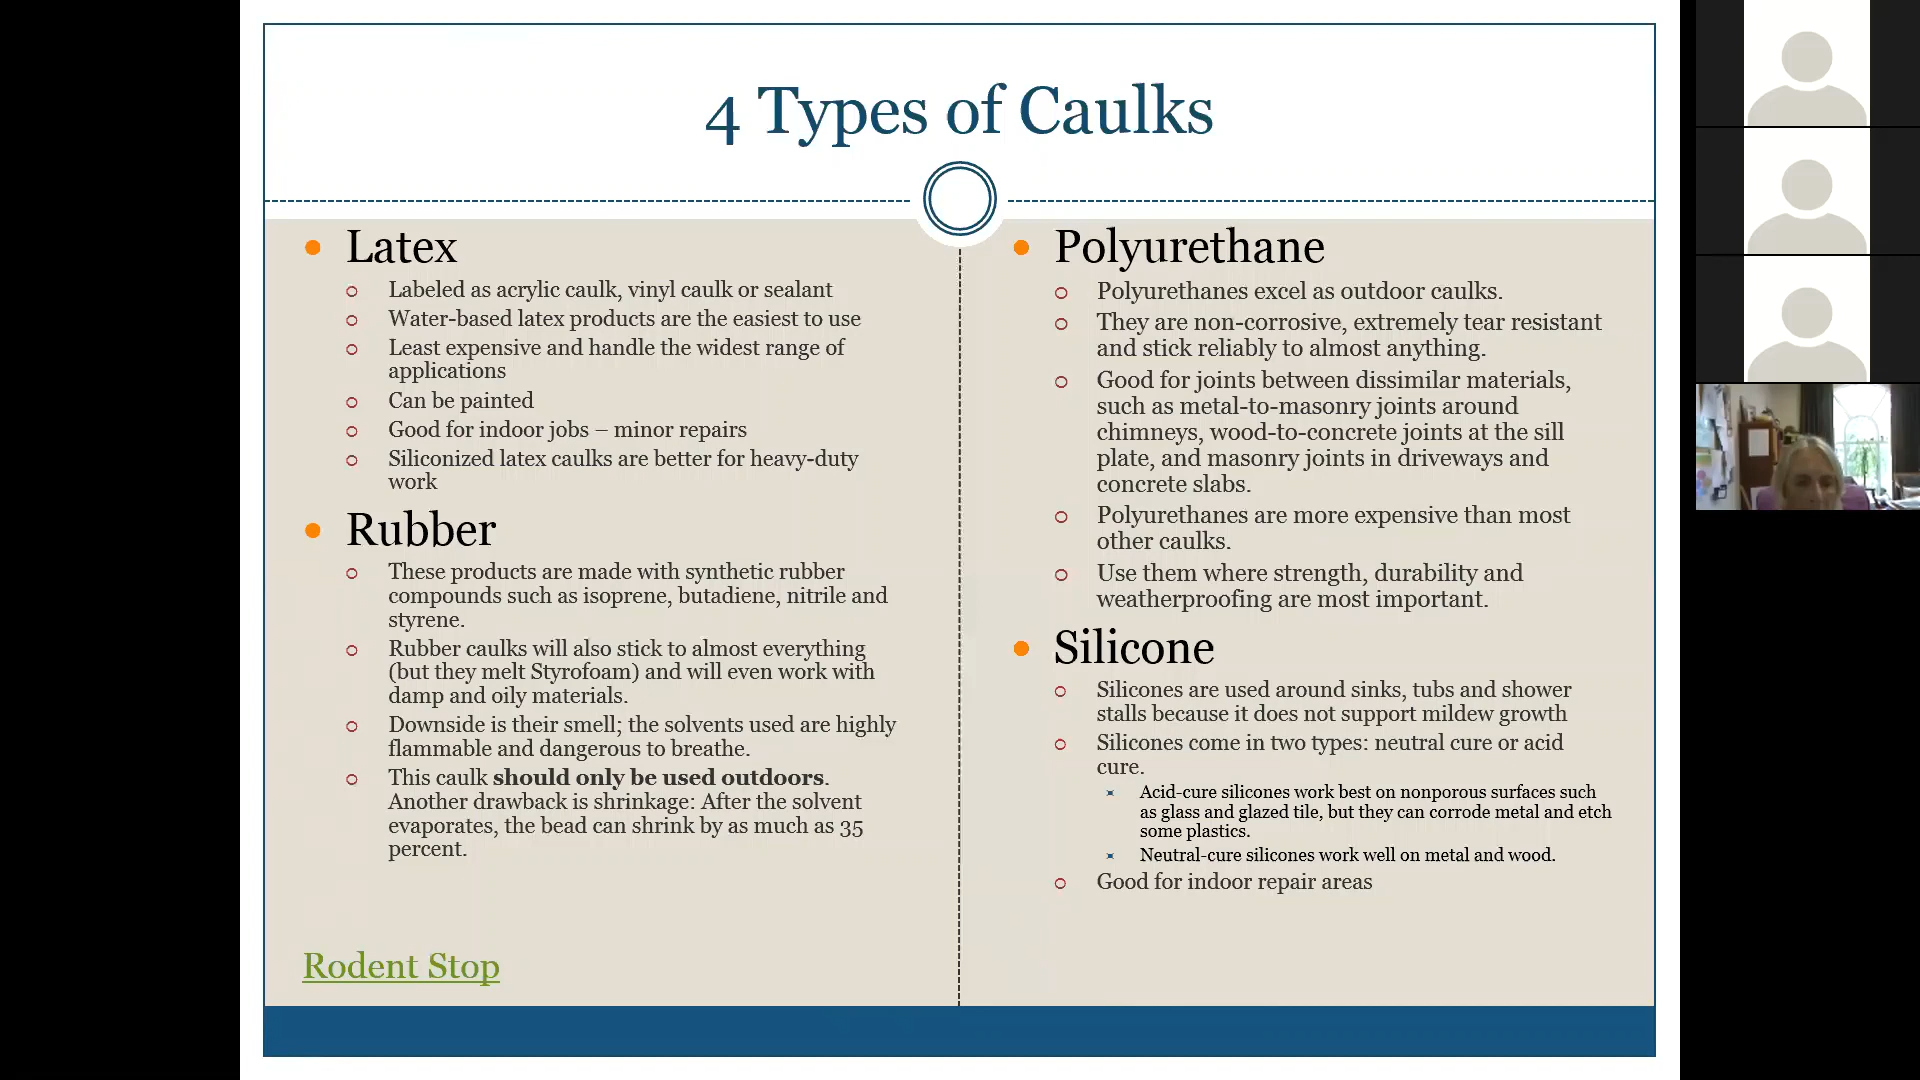 4 Types of Caulks
Latex
Labeled as acrylic caulk, vinyl caulk or sealant
Water-based latex products are the easiest to use
Least expensive and handle the widest range of
applications
Can be painted
Good for indoor jobs – minor repairs
Siliconized latex caulks are better for heavy-duty
work
Rubber
These products are made with synthetic rubber
compounds such as isoprene, butadiene, nitrile and
styrene.
Rubber caulks will also stick to almost everything
(but they melt Styrofoam) and will even work with
damp and oily materials.
Downside is their smell; the solvents used are highly
flammable and dangerous to breathe.
This caulk should only be used outdoors.
Another drawback is shrinkage: After the solvent
evaporates, the bead can shrink by as much as 35
percent.
Rodent Stop
Polyurethane
Polyurethanes excel as outdoor caulks.
They are non-corrosive, extremely tear resistant
and stick reliably to almost anything.
Good for joints between dissimilar materials,
such as metal-to-masonry joints around
chimneys, wood-to-concrete joints at the sill
plate, and masonry joints in driveways and
concrete slabs.
Polyurethanes are more expensive than most
other caulks.
Use them where strength, durability and
weatherproofing are most important.
Silicone
Silicones are used around sinks, tubs and shower
stalls because it does not support mildew growth
Silicones come in two types: neutral cure or acid
cure.
Acid-cure silicones work best on nonporous surfaces such
as glass and glazed tile, but they can corrode metal and etch
some plastics.
Neutral-cure silicones work well on metal and wood.
Good for indoor repair areas